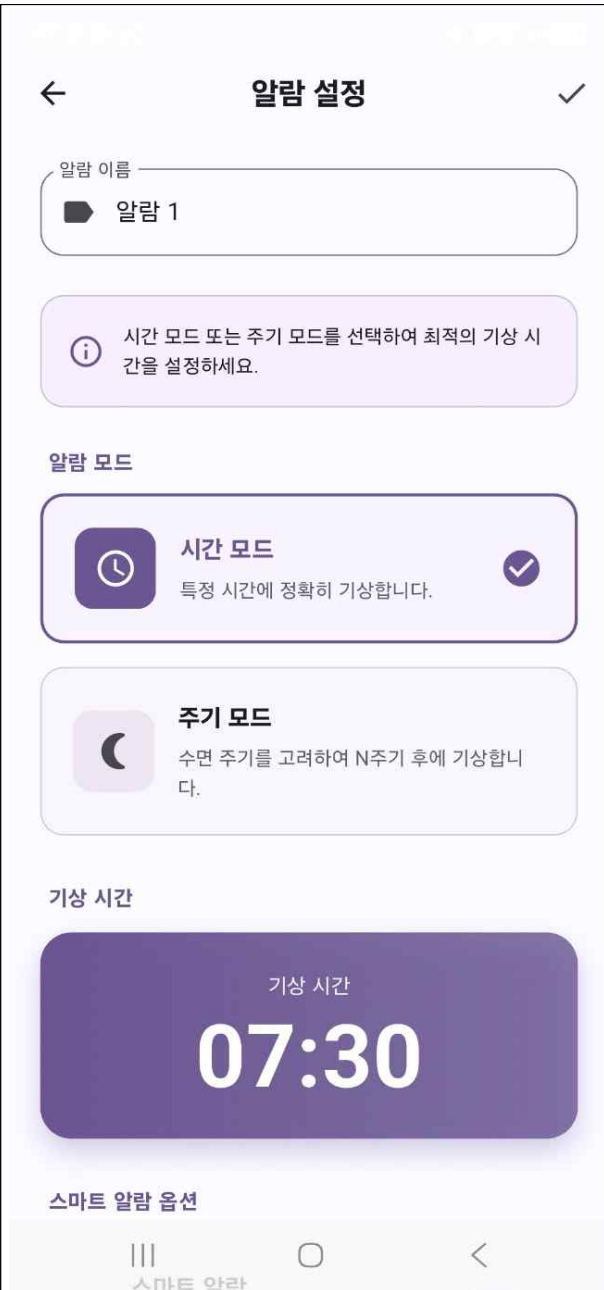 알람 설정
알람 이름
알람 1
시간 모드 또는 주기 모드를 선택하여 최적의 기상 시
간을 설정하세요.
알람 모드
시간 모드
특정 시간에 정확히 기상합니다.
주기 모드
수면 주기를 고려하여 N주기 후에 기상합니
다.
기상 시간
기상 시간
07:30
스마트 알람 옵션
스마트 알람